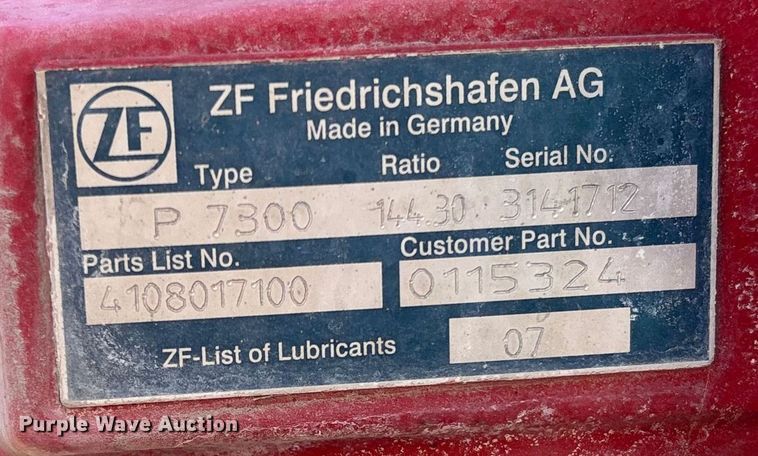 ZF
ZF Friedrichshafen AG
Made in Germany
Type Ratio Serial No.
P 7300 144.30 3141712
Parts List No. Customer Part No.
4108017100 0115324
ZF-List of Lubricants 07
Purple Wave Auction